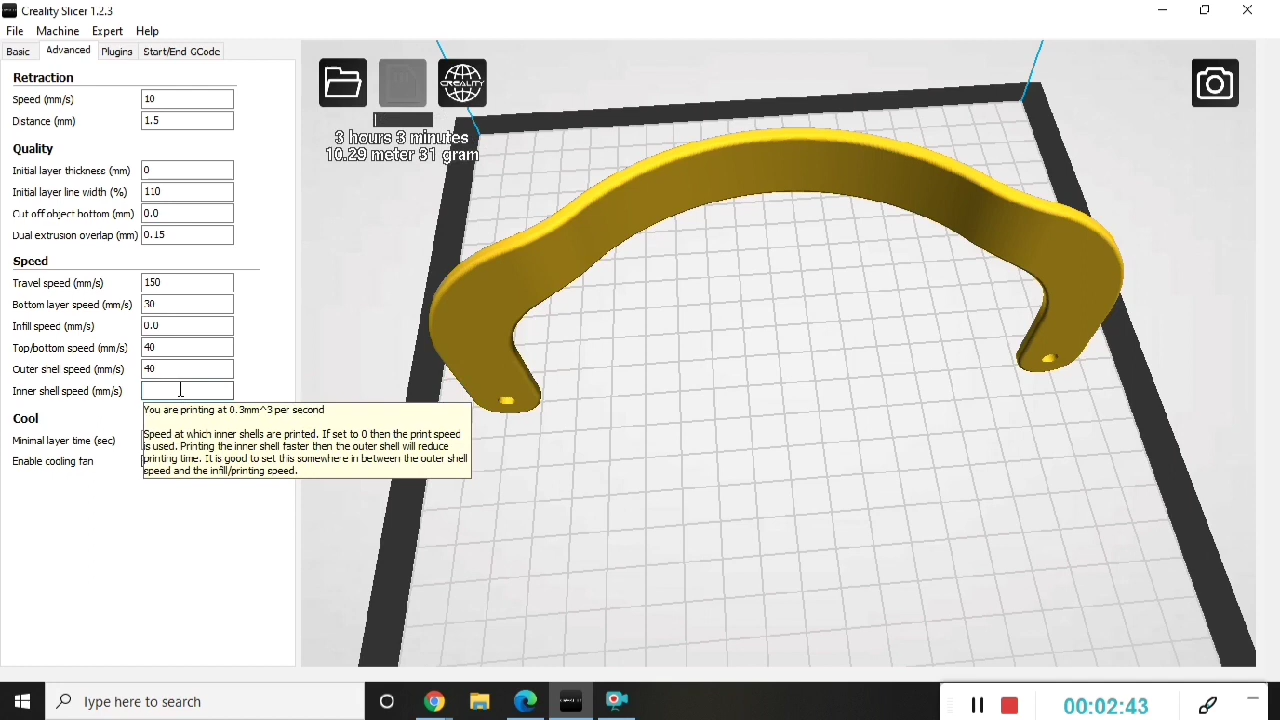 Creality Slicer 1.2.3
File Machine Expert Help
Basic Advanced Plugins Start/End GCode
Retraction
Speed (mm/s) 10
Distance (mm) 1.5
Quality
Initial layer thickness (mm) 0
Initial layer line width (%) 110
Cut off object bottom (mm) 0.0
Dual extrusion overlap (mm) 0.15
Speed
Travel speed (mm/s) 150
Bottom layer speed (mm/s) 30
Infill speed (mm/s) 0.0
Top/bottom speed (mm/s) 40
Outer shell speed (mm/s) 40
Inner shell speed (mm/s)
Cool
Minimal layer time (sec)
Enable cooling fan
You are printing at 0.3mm^3 per second
Speed at which inner shells are printed. If set to 0 then the print speed
is used. Printing the inner shell faster then the outer shell will reduce
printing time. It is good to set this somewhere in between the outer shell
speed and the infill/printing speed.
CREALITY
3 hours 3 minutes
10.29 meter 31 gram
Type here to search
00:02:43